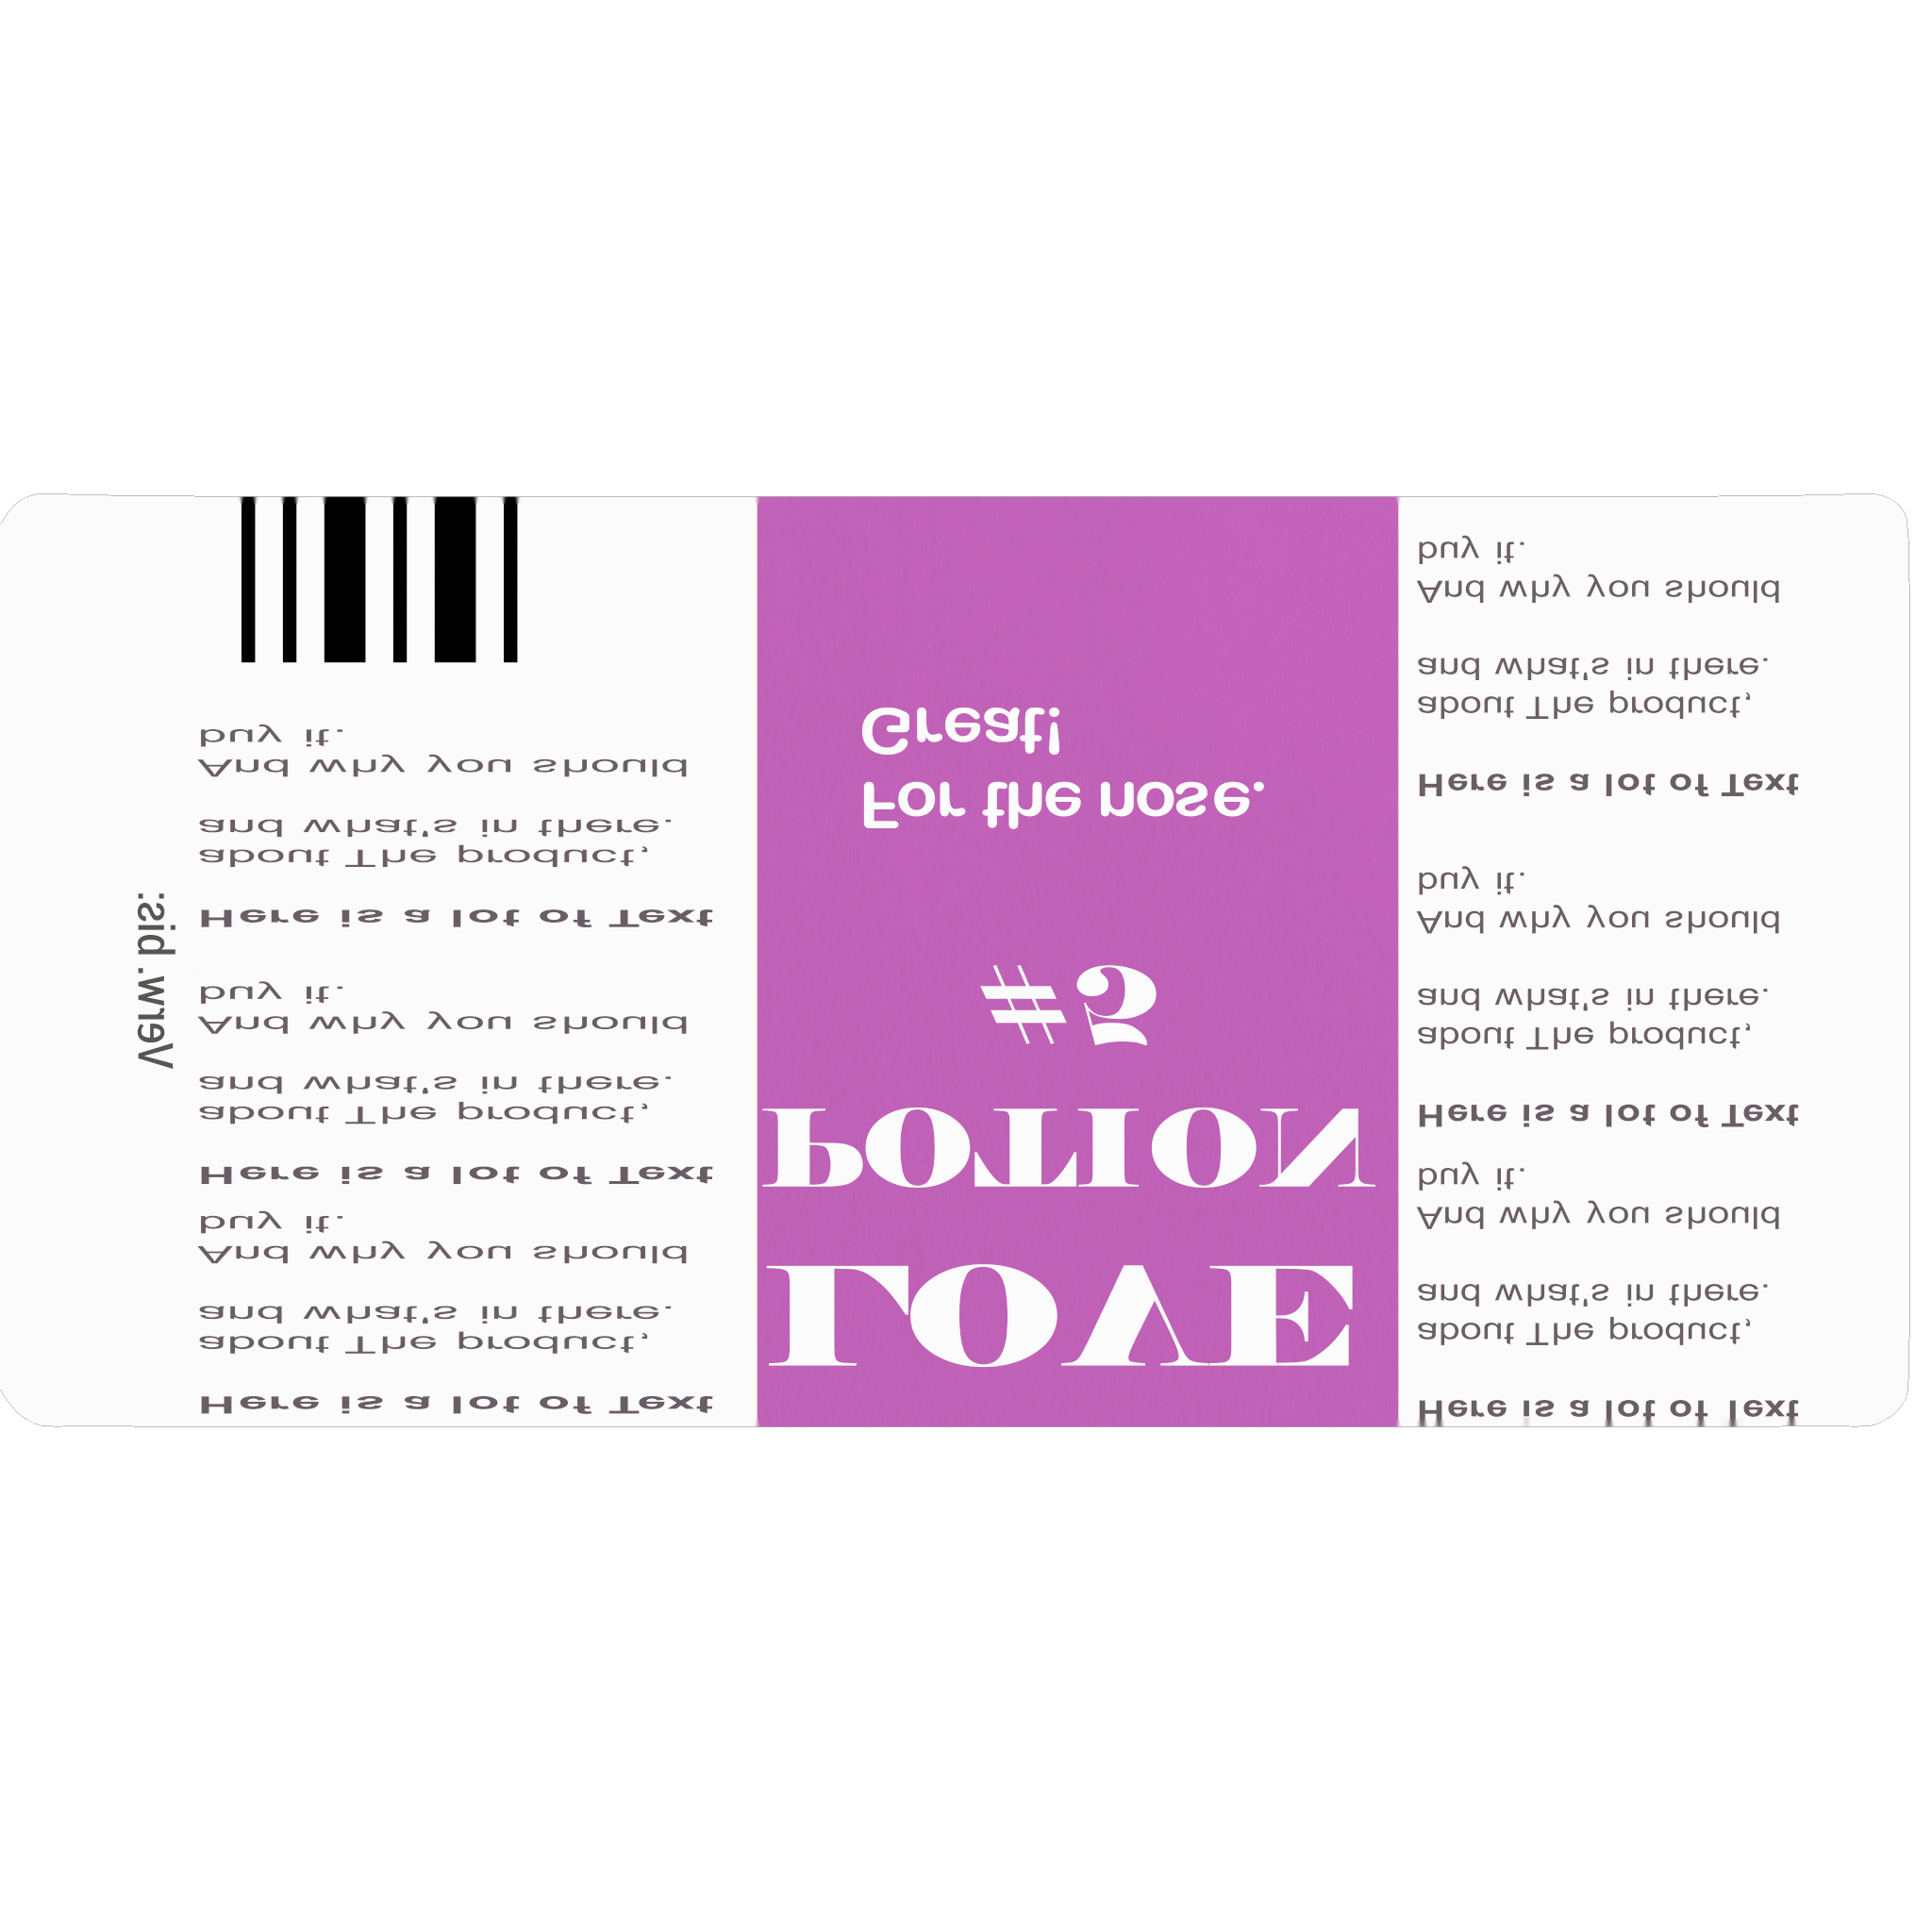 Verw. bis:
Here is a lot of Text
about The product,
and what's in there.
And why you should
buy it.
Here is a lot of Text
about The product,
and what's in there.
And why you should
buy it.
Here is a lot of Text
about The product,
and what's in there.
And why you should
buy it.
LOVE
POTION
#2
For the nose.
Great!
Here is a lot of Text
about The product,
and what's in there.
And why you should
buy it.
Here is a lot of Text
about The product,
and what's in there.
And why you should
buy it.
Here is a lot of Text
about The product,
and what's in there.
And why you should
buy it.